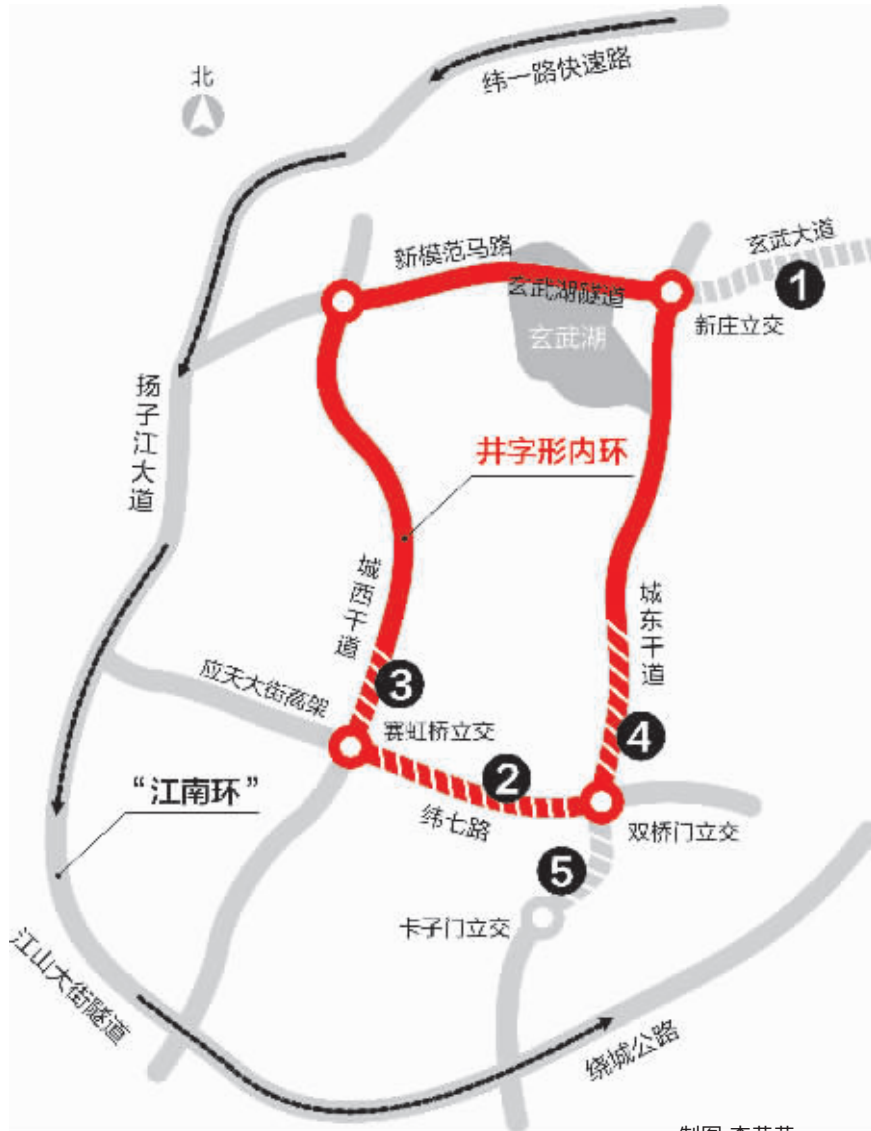 北
纬一路快速路
新模范马路
玄武大道
1
玄武湖隧道
新庄立交
玄武湖
扬子江大道
井字形内环
城西干道
城东干道
应天大街高架
3
赛虹桥立交
4
“江南环”
2
纬七路
双桥门立交
5
卡子门立交
江山大街隧道
绕城公路